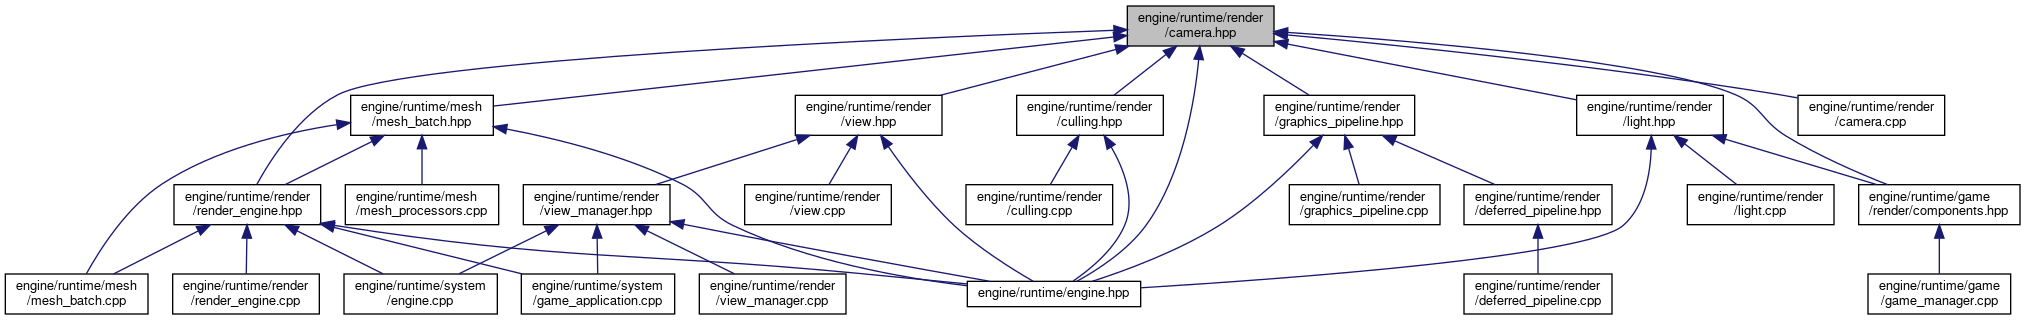 engine/runtime/render
/camera.hpp
engine/runtime/mesh
/mesh_batch.hpp
engine/runtime/render
/view.hpp
engine/runtime/render
/culling.hpp
engine/runtime/render
/graphics_pipeline.hpp
engine/runtime/render
/light.hpp
engine/runtime/render
/camera.cpp
engine/runtime/render
/render_engine.hpp
engine/runtime/mesh
/mesh_processors.cpp
engine/runtime/render
/view_manager.hpp
engine/runtime/render
/view.cpp
engine/runtime/render
/culling.cpp
engine/runtime/render
/graphics_pipeline.cpp
engine/runtime/render
/deferred_pipeline.hpp
engine/runtime/render
/light.cpp
engine/runtime/game
/render/components.hpp
engine/runtime/mesh
/mesh_batch.cpp
engine/runtime/render
/render_engine.cpp
engine/runtime/system
/engine.cpp
engine/runtime/system
/game_application.cpp
engine/runtime/render
/view_manager.cpp
engine/runtime/engine.hpp
engine/runtime/render
/deferred_pipeline.cpp
engine/runtime/game
/game_manager.cpp